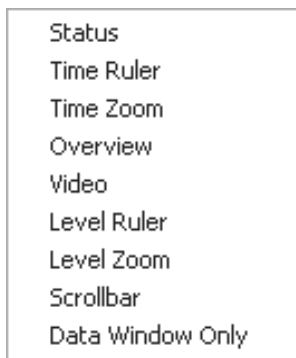 Status
Time Ruler
Time Zoom
Overview
Video
Level Ruler
Level Zoom
Scrollbar
Data Window Only